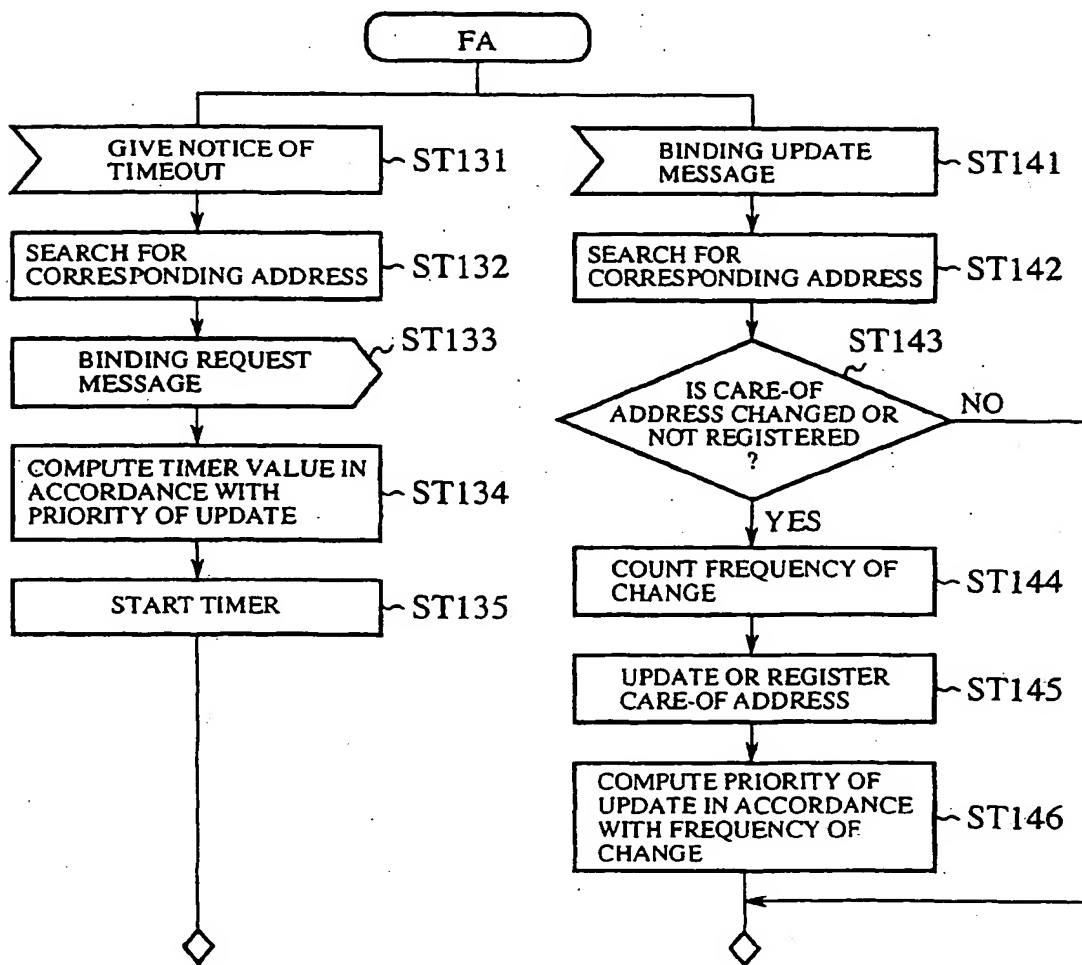 FA
GIVE NOTICE OF
TIMEOUT
ST131
SEARCH FOR
CORRESPONDING ADDRESS
ST132
BINDING REQUEST
MESSAGE
ST133
COMPUTE TIMER VALUE IN
ACCORDANCE WITH
PRIORITY OF UPDATE
ST134
START TIMER
ST135
BINDING UPDATE
MESSAGE
ST141
SEARCH FOR
CORRESPONDING ADDRESS
ST142
ST143
IS CARE-OF
ADDRESS CHANGED OR
NOT REGISTERED
?
NO
YES
COUNT FREQUENCY OF
CHANGE
ST144
UPDATE OR REGISTER
CARE-OF ADDRESS
ST145
COMPUTE PRIORITY OF
UPDATE IN ACCORDANCE
WITH FREQUENCY OF
CHANGE
ST146